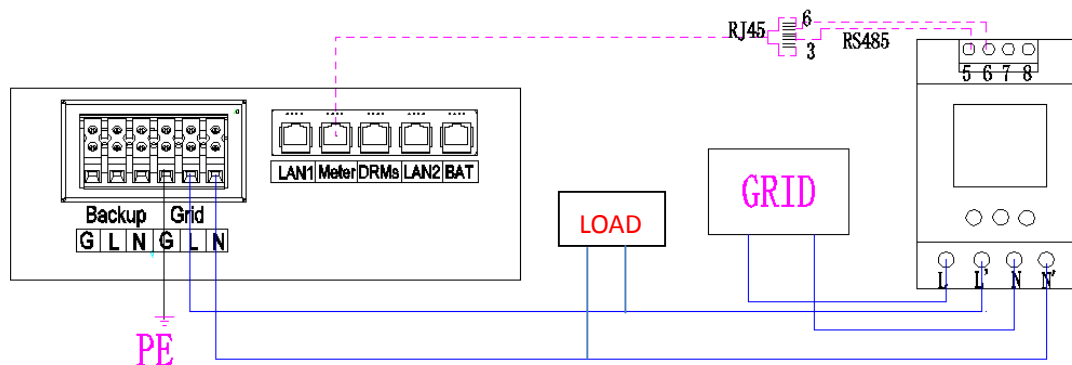 RJ45
6
3
RS485
5 6 7 8
LAN1 Meter DRMs LAN2 BAT
Backup Grid
G L N G L N
LOAD
GRID
L L' N N'
PE